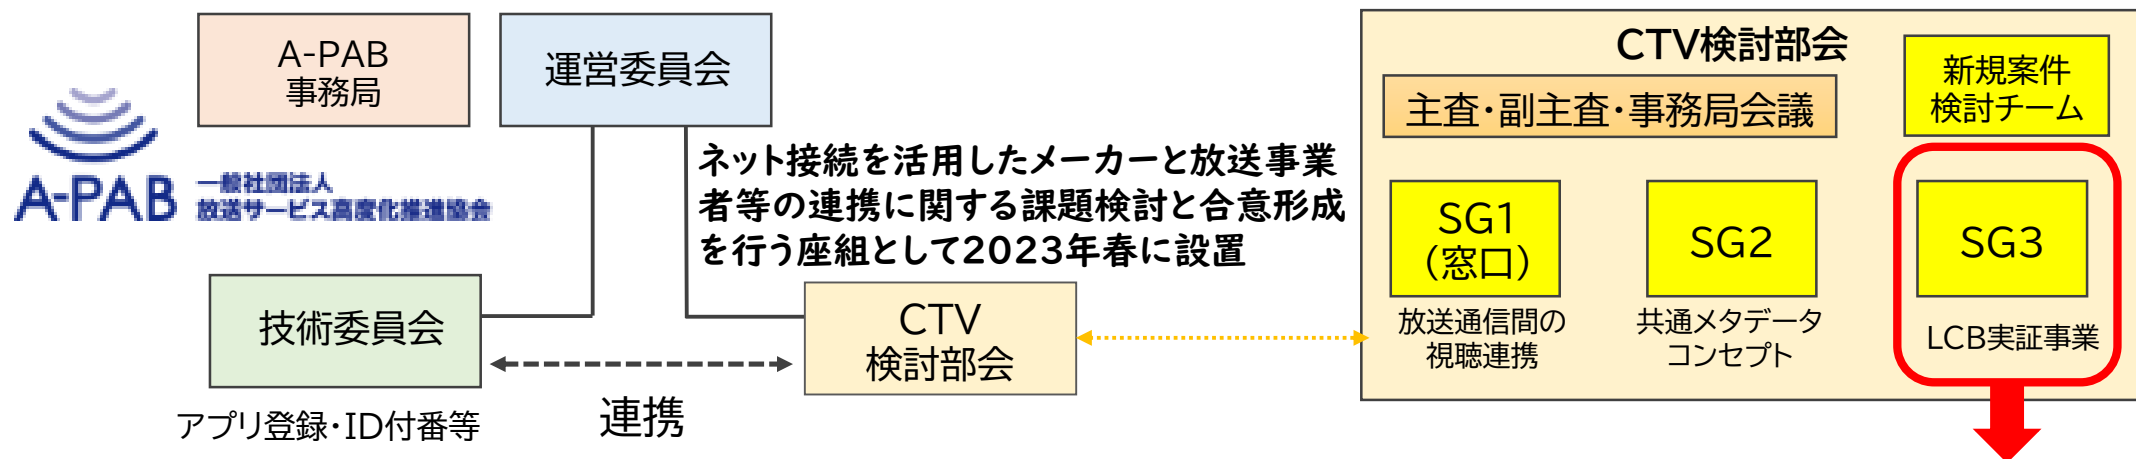 A-PAB
事務局
運営委員会
A-PAB
一般社団法人
放送サービス高度化推進協会
ネット接続を活用したメーカーと放送事業
者等の連携に関する課題検討と合意形成
を行う座組として2023年春に設置
技術委員会
アプリ登録・ID付番等
連携
CTV
検討部会
CTV検討部会
主査・副主査・事務局会議
新規案件
検討チーム
SG1
（窓口）
放送通信間の
視聴連携
SG2
共通メタデータ
コンセプト
SG3
LCB実証事業